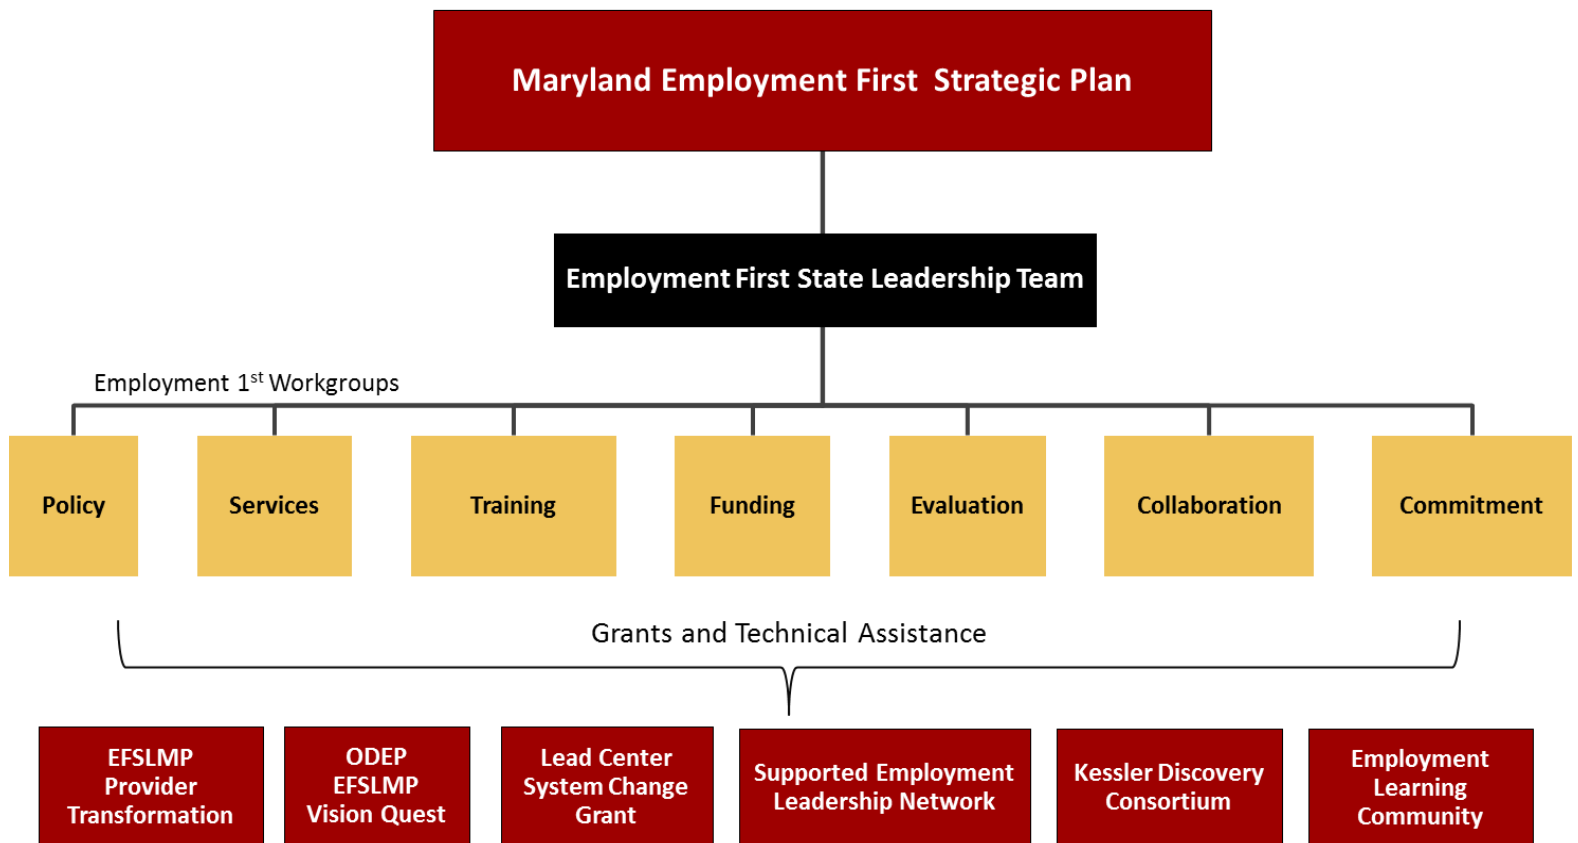 Maryland Employment First  Strategic Plan
Employment First State Leadership Team
Employment 1st Workgroups
Policy
Services
Training
Funding
Evaluation
Collaboration
Commitment
Grants and Technical Assistance
EFSLMP
Provider
Transformation
ODEP
EFSLMP
Vision Quest
Lead Center
System Change
Grant
Supported Employment
Leadership Network
Kessler Discovery
Consortium
Employment
Learning
Community